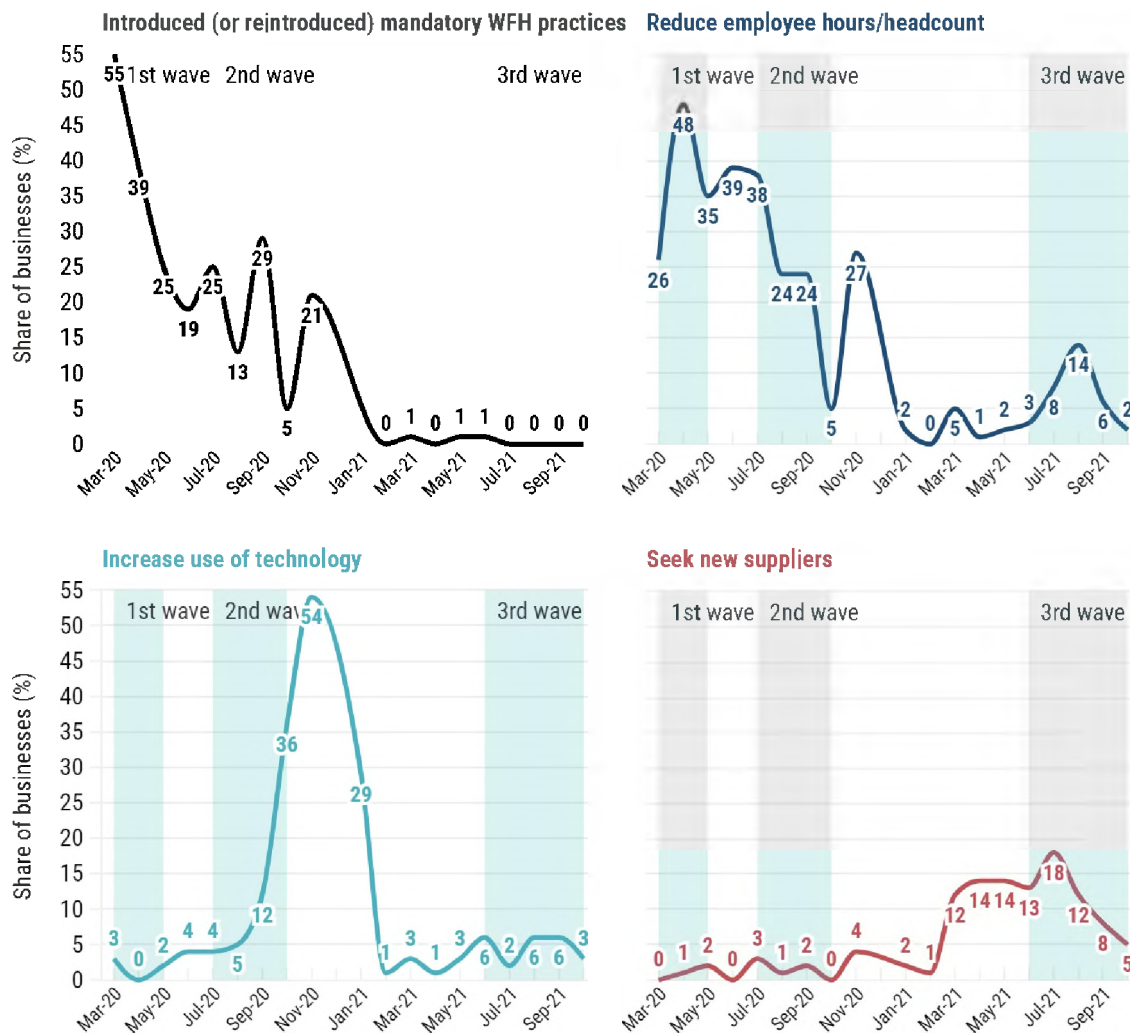 Introduced (or reintroduced) mandatory WFH practices
55
50
45
40
35
30
25
20
15
10
5
0
Share of businesses (%)
1st wave
2nd wave
3rd wave
55
39
25
19
25
13
29
5
21
0
1
0
1
1
0
0
0
0
Mar-20
May-20
Jul-20
Sep-20
Nov-20
Jan-21
Mar-21
May-21
Jul-21
Sep-21
Reduce employee hours/headcount
1st wave
2nd wave
3rd wave
26
48
35
39
38
24
24
5
27
2
0
5
1
2
3
8
14
6
2
Mar-20
May-20
Jul-20
Sep-20
Nov-20
Jan-21
Mar-21
May-21
Jul-21
Sep-21
Increase use of technology
55
50
45
40
35
30
25
20
15
10
5
0
Share of businesses (%)
1st wave
2nd wave
3rd wave
3
0
2
4
4
5
12
36
54
29
1
3
1
3
6
2
6
6
3
Mar-20
May-20
Jul-20
Sep-20
Nov-20
Jan-21
Mar-21
May-21
Jul-21
Sep-21
Seek new suppliers
1st wave
2nd wave
3rd wave
0
1
2
0
3
1
2
0
4
2
1
12
14
14
13
18
12
8
5
Mar-20
May-20
Jul-20
Sep-20
Nov-20
Jan-21
Mar-21
May-21
Jul-21
Sep-21